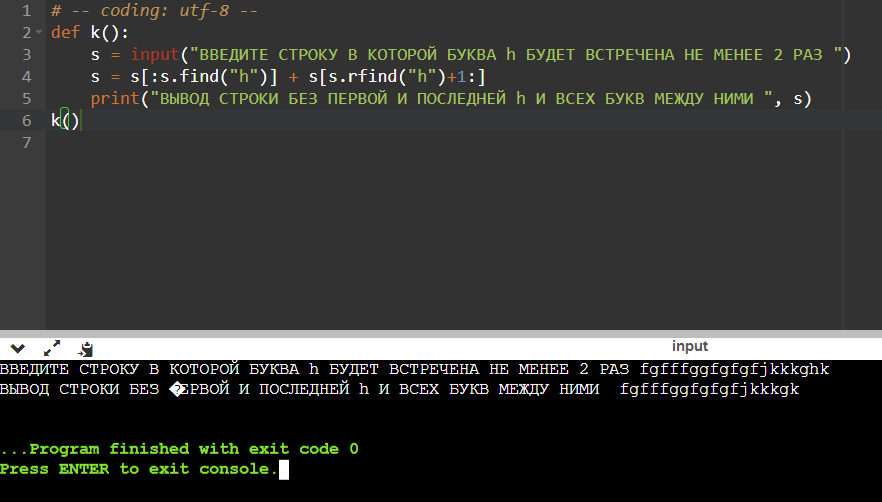 1 # -- coding: utf-8 --
2 def k():
3 s = input("ВВЕДИТЕ СТРОКУ В КОТОРОЙ БУКВА h БУДЕТ ВСТРЕЧЕНА НЕ МЕНЕЕ 2 РАЗ ")
4 s = s[:s.find("h")] + s[s.rfind("h")+1:]
5 print("ВЫВОД СТРОКИ БЕЗ ПЕРВОЙ И ПОСЛЕДНЕЙ h И ВСЕХ БУКВ МЕЖДУ НИМИ ", s)
6 k()
7
input
ВВЕДИТЕ СТРОКУ В КОТОРОЙ БУКВА h БУДЕТ ВСТРЕЧЕНА НЕ МЕНЕЕ 2 РАЗ fgfffggfgfgfjkkkghk
ВЫВОД СТРОКИ БЕЗ �ЕРВОЙ И ПОСЛЕДНЕЙ h И ВСЕХ БУКВ МЕЖДУ НИМИ  fgfffggfgfgfjkkkgk
...Program finished with exit code 0
Press ENTER to exit console.